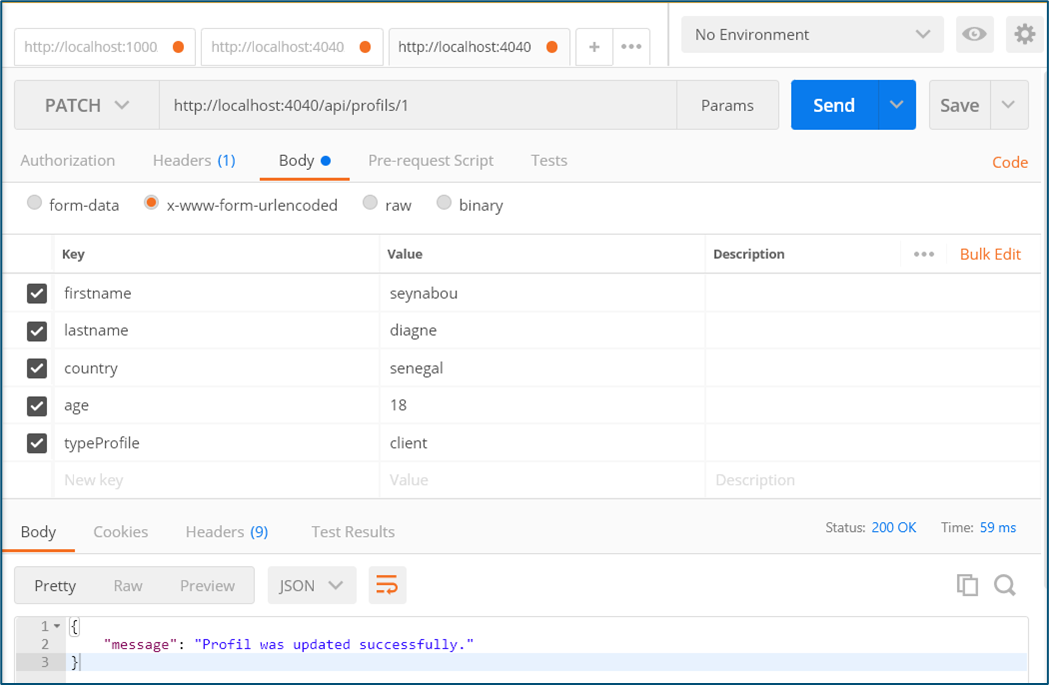 http://localhost:1000 http://localhost:4040 http://localhost:4040 + ••• No Environment
PATCH http://localhost:4040/api/profils/1 Params Send Save
Authorization Headers (1) Body Pre-request Script Tests Code
form-data x-www-form-urlencoded raw binary
Key Value Description ••• Bulk Edit
firstname seynabou
lastname diagne
country senegal
age 18
typeProfile client
New key Value Description
Body Cookies Headers (9) Test Results Status: 200 OK Time: 59 ms
Pretty Raw Preview JSON
1 {
2 "message": "Profil was updated successfully."
3 }